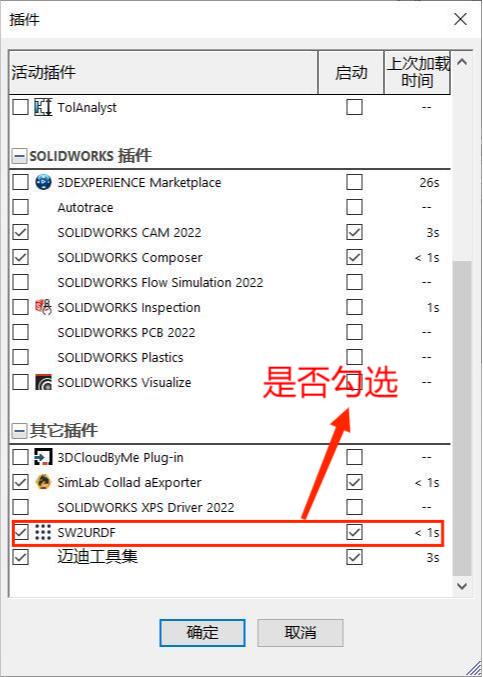 插件
活动插件 启动 上次加载时间
TolAnalyst --
SOLIDWORKS 插件
3DEXPERIENCE Marketplace 26s
Autotrace --
SOLIDWORKS CAM 2022 3s
SOLIDWORKS Composer < 1s
SOLIDWORKS Flow Simulation 2022 --
SOLIDWORKS Inspection 1s
SOLIDWORKS PCB 2022 --
SOLIDWORKS Plastics --
SOLIDWORKS Visualize --
是否勾选
其它插件
3DCloudByMe Plug-in --
SimLab Collad aExporter < 1s
SOLIDWORKS XPS Driver 2022 --
SW2URDF < 1s
迈迪工具集 3s
确定 取消